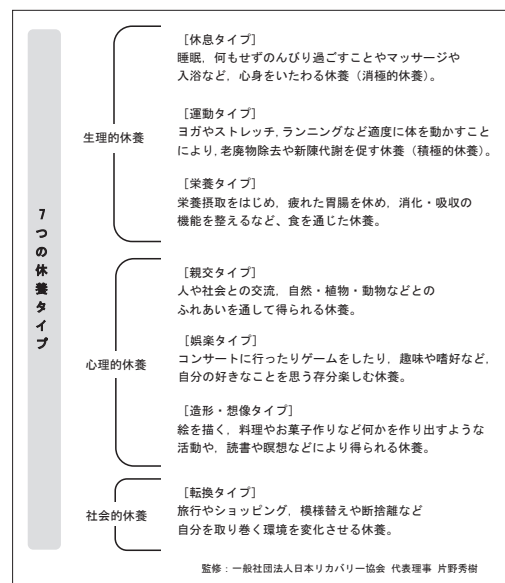 7つの休養タイプ
生理的休養
［休息タイプ］
睡眠，何もせずのんびり過ごすことやマッサージや
入浴など，心身をいたわる休養（消極的休養）。
［運動タイプ］
ヨガやストレッチ，ランニングなど適度に体を動かすこと
により，老廃物除去や新陳代謝を促す休養（積極的休養）。
［栄養タイプ］
栄養摂取をはじめ，疲れた胃腸を休め，消化・吸収の
機能を整えるなど、食を通じた休養。
心理的休養
［親交タイプ］
人や社会との交流，自然・植物・動物などとの
ふれあいを通して得られる休養。
［娯楽タイプ］
コンサートに行ったりゲームをしたり，趣味や嗜好など，
自分の好きなことを思う存分楽しむ休養。
［造形・想像タイプ］
絵を描く，料理やお菓子作りなど何かを作り出すような
活動や，読書や瞑想などにより得られる休養。
社会的休養
［転換タイプ］
旅行やショッピング，模様替えや断捨離など
自分を取り巻く環境を変化させる休養。
監修：一般社団法人日本リカバリー協会 代表理事 片野秀樹